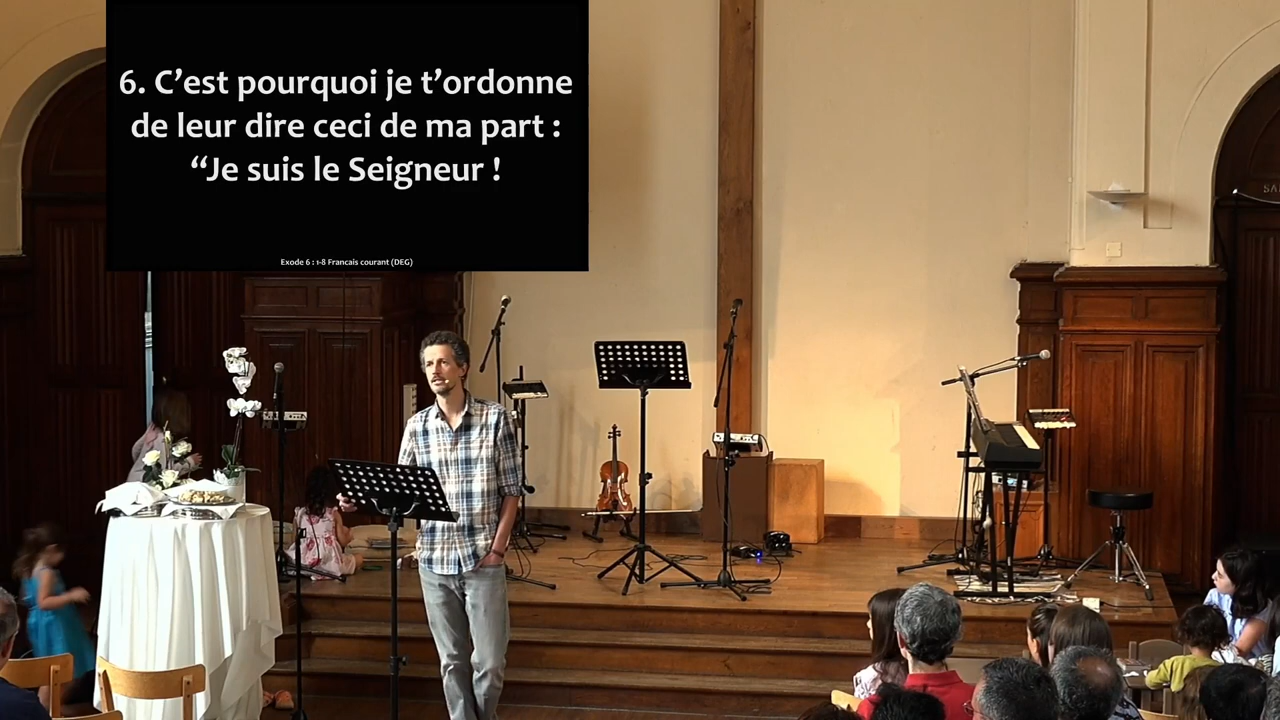 6. C’est pourquoi je t’ordonne
de leur dire ceci de ma part :
“Je suis le Seigneur !
Exode 6 : 1-8 Francais courant (DEG)